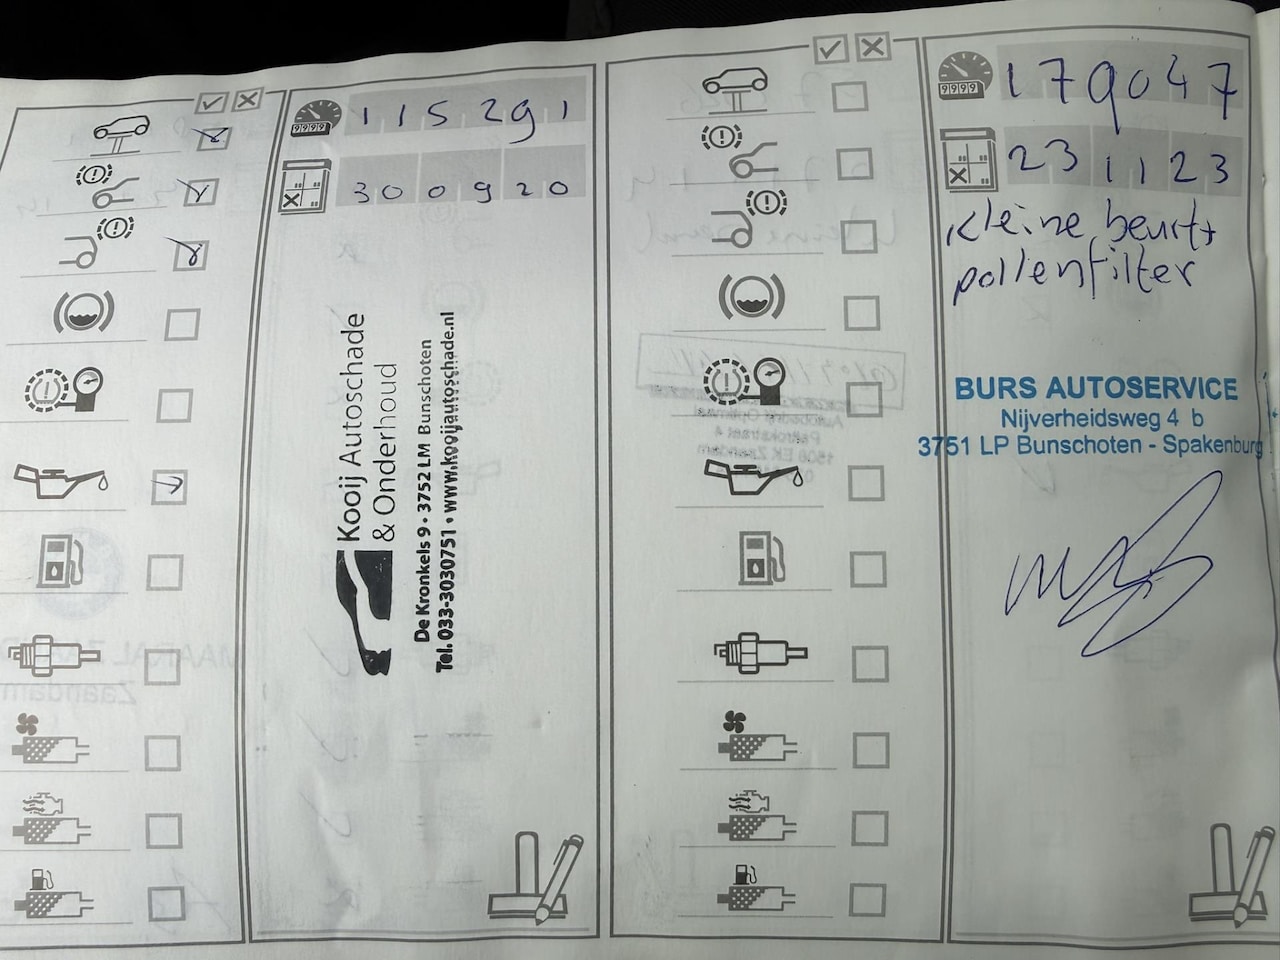 115291
300920
Kooij Autoschade
& Onderhoud
De Kronkels 9 • 3752 LM Bunschoten
Tel. 033-3030751 • www.kooijautoschade.nl
179047
231123
Kleine beurt+
pollenfilter
BURS AUTOSERVICE
Nijverheidsweg 4 b
3751 LP Bunschoten - Spakenburg